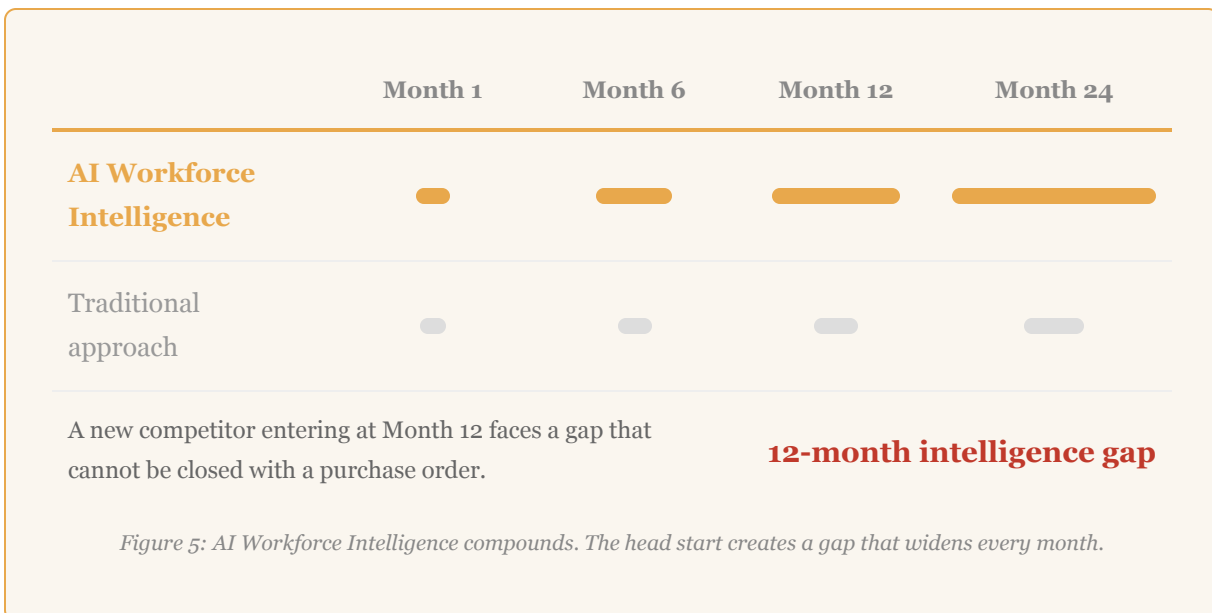 Month 1 Month 6 Month 12 Month 24
AI Workforce
Intelligence
Traditional
approach
A new competitor entering at Month 12 faces a gap that
cannot be closed with a purchase order.
12-month intelligence gap
Figure 5: AI Workforce Intelligence compounds. The head start creates a gap that widens every month.